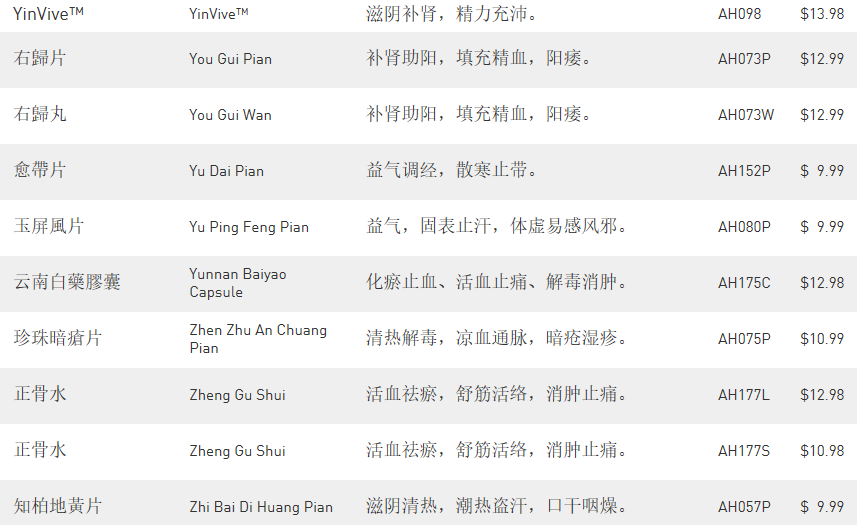 YinVive™ YinVive™ 滋阴补肾，精力充沛。 AH098 $13.98
右歸片 You Gui Pian 补肾助阳，填充精血，阳痿。 AH073P $12.99
右歸丸 You Gui Wan 补肾助阳，填充精血，阳痿。 AH073W $12.99
愈帶片 Yu Dai Pian 益气调经，散寒止带。 AH152P $ 9.99
玉屏風片 Yu Ping Feng Pian 益气，固表止汗，体虚易感风邪。 AH080P $ 9.99
云南白藥膠囊 Yunnan Baiyao Capsule 化瘀止血、活血止痛、解毒消肿。 AH175C $12.98
珍珠暗瘡片 Zhen Zhu An Chuang Pian 清热解毒，凉血通脉，暗疮湿疹。 AH075P $10.99
正骨水 Zheng Gu Shui 活血祛瘀，舒筋活络，消肿止痛。 AH177L $12.98
正骨水 Zheng Gu Shui 活血祛瘀，舒筋活络，消肿止痛。 AH177S $10.98
知柏地黃片 Zhi Bai Di Huang Pian 滋阴清热，潮热盗汗，口干咽燥。 AH057P $ 9.99